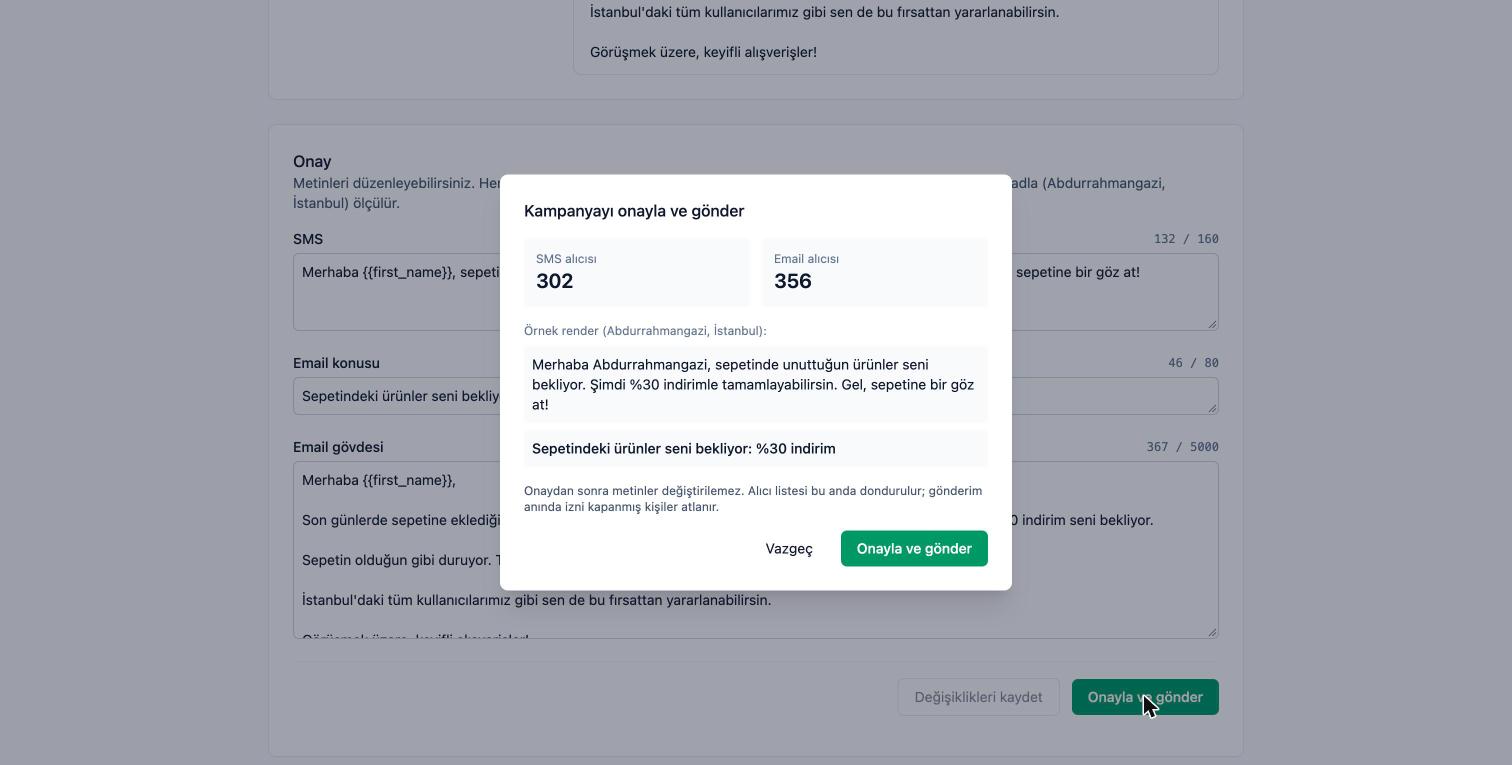 İstanbul'daki tüm kullanıcılarımız gibi sen de bu fırsattan yararlanabilirsin.
Görüşmek üzere, keyifli alışverişler!
Onay
Metinleri düzenleyebilirsiniz. adla (Abdurrahmangazi,
İstanbul) ölçülür.
SMS 132 / 160
Merhaba {{first_name}}, sepetine bir göz at!
Email konusu 46 / 80
Sepetindeki ürünler seni
Email gövdesi 367 / 5000
Merhaba {{first_name}},
Son günlerde sepetine indirim seni bekliyor.
Sepetin olduğun gibi duruyor.
İstanbul'daki tüm kullanıcılarımız gibi sen de bu fırsattan yararlanabilirsin.
Değişiklikleri kaydet Onayla ve gönder
Kampanyayı onayla ve gönder
SMS alıcısı Email alıcısı
302 356
Örnek render (Abdurrahmangazi, İstanbul):
Merhaba Abdurrahmangazi, sepetinde unuttuğun ürünler seni
bekliyor. Şimdi %30 indirimle tamamlayabilirsin. Gel, sepetine bir göz
at!
Sepetindeki ürünler seni bekliyor: %30 indirim
Onaydan sonra metinler değiştirilemez. Alıcı listesi bu anda dondurulur; gönderim
anında izni kapanmış kişiler atlanır.
Vazgeç Onayla ve gönder